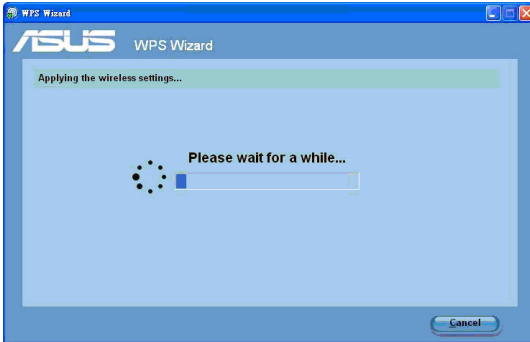 WPS Wizard
ASUS WPS Wizard
Applying the wireless settings...
Please wait for a while...
Cancel